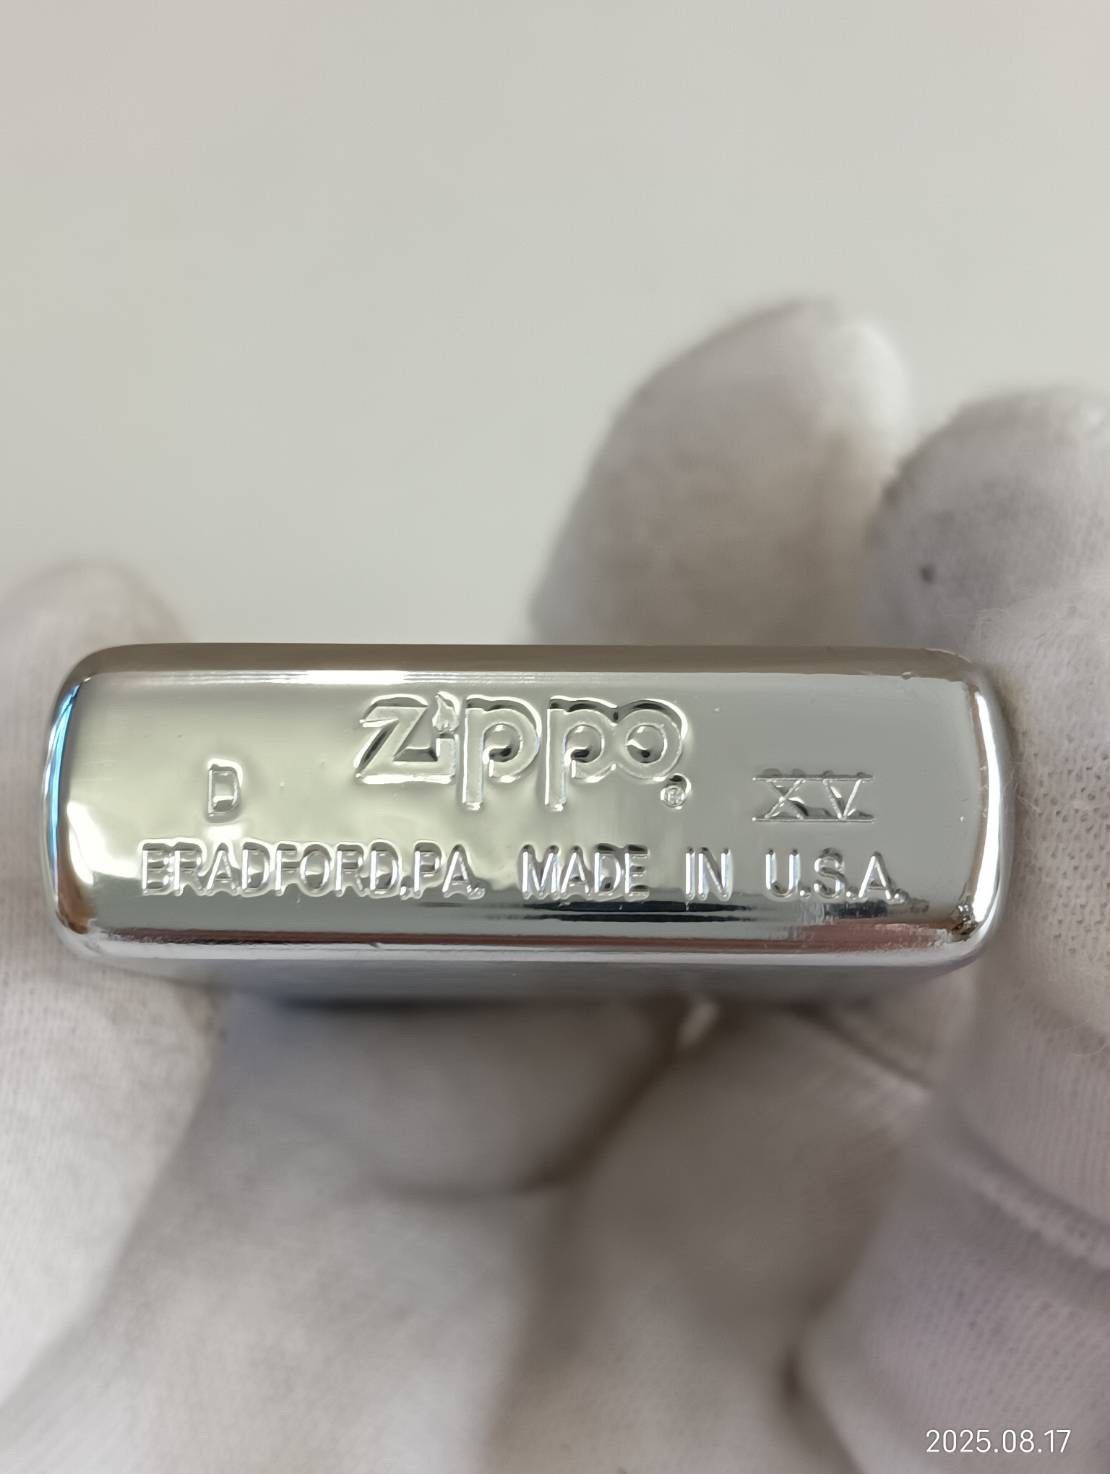 zippo®
D XV
BRADFORD,PA. MADE IN U.S.A.
2025.08.17